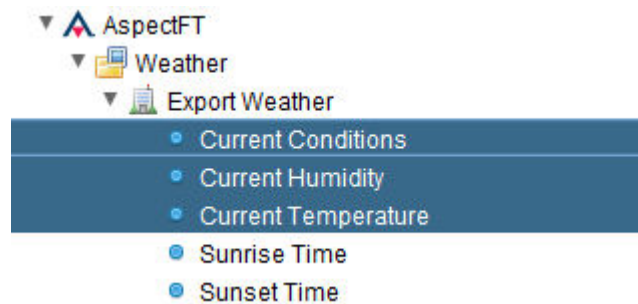 AspectFT
Weather
Export Weather
Current Conditions
Current Humidity
Current Temperature
Sunrise Time
Sunset Time